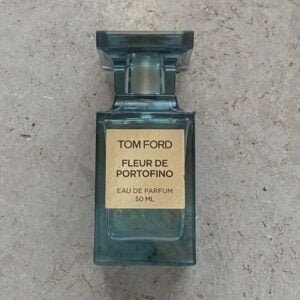 TOM FORD
FLEUR DE
PORTOFINO
EAU DE PARFUM
50 ML